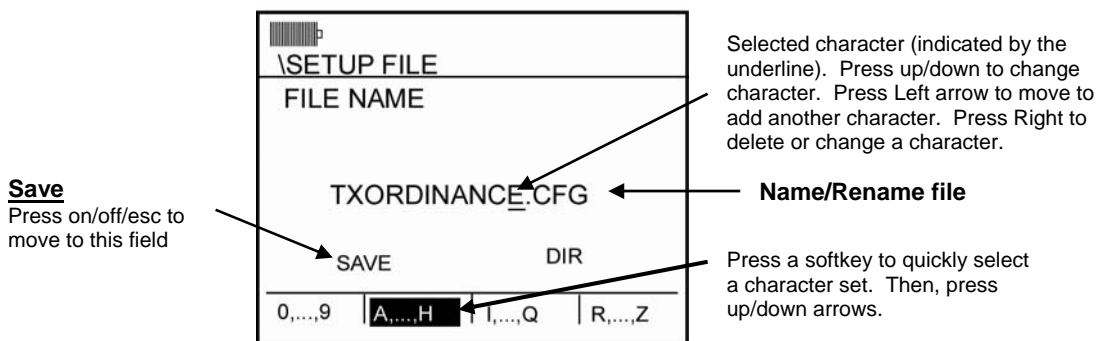 \SETUP FILE
FILE NAME
TXORDINANCE.CFG
SAVE
DIR
0,...,9
A,...,H
I,...,Q
R,...,Z
Save
Press on/off/esc to
move to this field
Selected character (indicated by the
underline).  Press up/down to change
character.  Press Left arrow to move to
add another character.  Press Right to
delete or change a character.
Name/Rename file
Press a softkey to quickly select
a character set.  Then, press
up/down arrows.